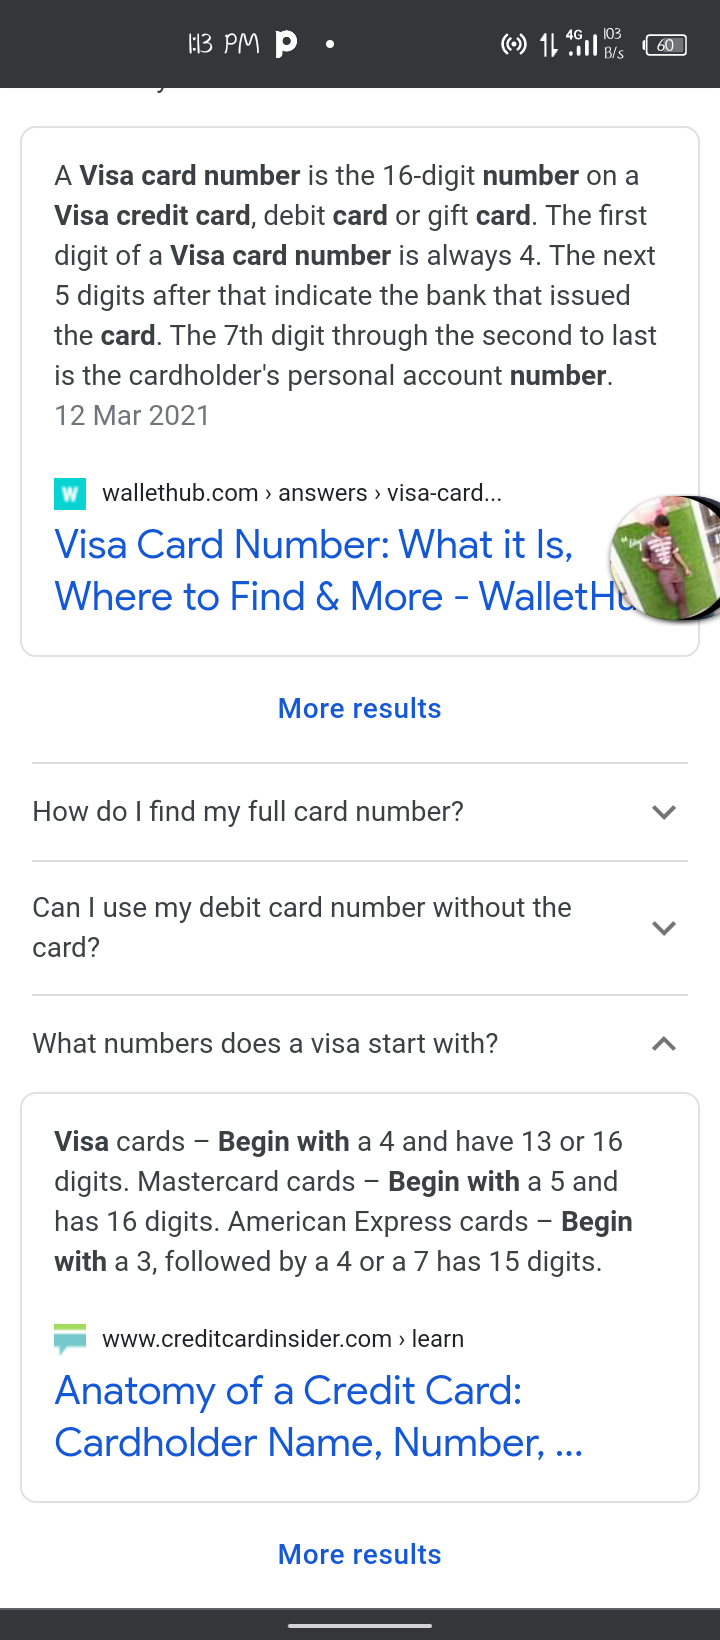 1:13 PM
4G 103 B/s 60
A Visa card number is the 16-digit number on a
Visa credit card, debit card or gift card. The first
digit of a Visa card number is always 4. The next
5 digits after that indicate the bank that issued
the card. The 7th digit through the second to last
is the cardholder's personal account number.
12 Mar 2021
W wallethub.com › answers › visa-card...
Visa Card Number: What it Is,
Where to Find & More - WalletHu
More results
How do I find my full card number?
Can I use my debit card number without the
card?
What numbers does a visa start with?
Visa cards – Begin with a 4 and have 13 or 16
digits. Mastercard cards – Begin with a 5 and
has 16 digits. American Express cards – Begin
with a 3, followed by a 4 or a 7 has 15 digits.
www.creditcardinsider.com › learn
Anatomy of a Credit Card:
Cardholder Name, Number, ...
More results